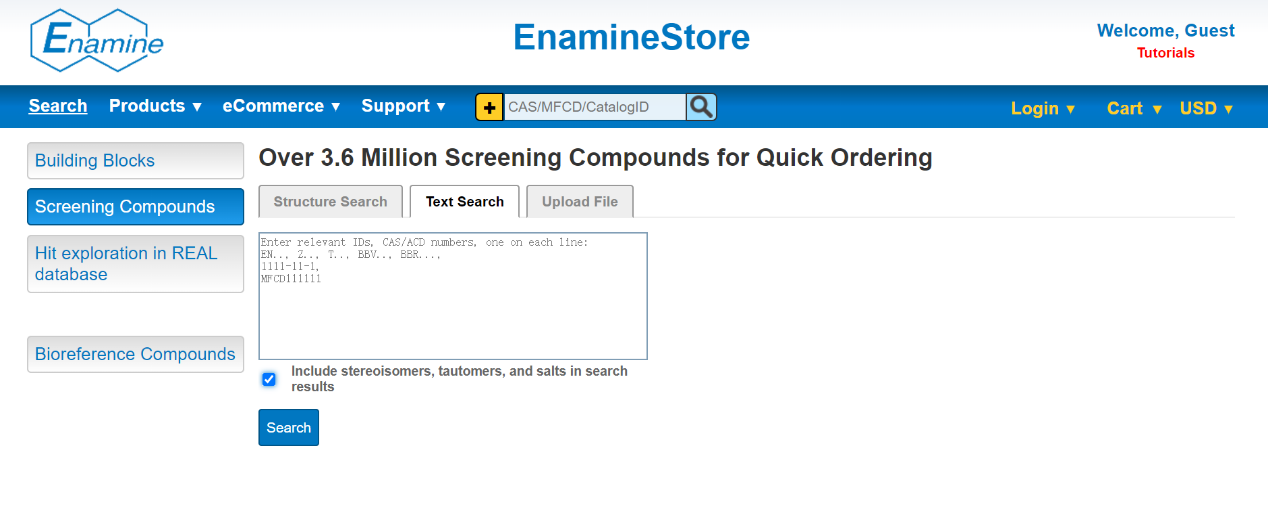 Enamine
EnamineStore
Welcome, Guest
Tutorials
Search Products ▼ eCommerce ▼ Support ▼ + CAS/MFCD/CatalogID Login ▼ Cart ▼ USD ▼
Building Blocks
Screening Compounds
Hit exploration in REAL
database
Bioreference Compounds
Over 3.6 Million Screening Compounds for Quick Ordering
Structure Search Text Search Upload File
Enter relevant IDs, CAS/ACD numbers, one on each line:
EN.., Z.., T.., BBV.., BBR...,
1111-11-1,
MFCD111111
Include stereoisomers, tautomers, and salts in search
results
Search